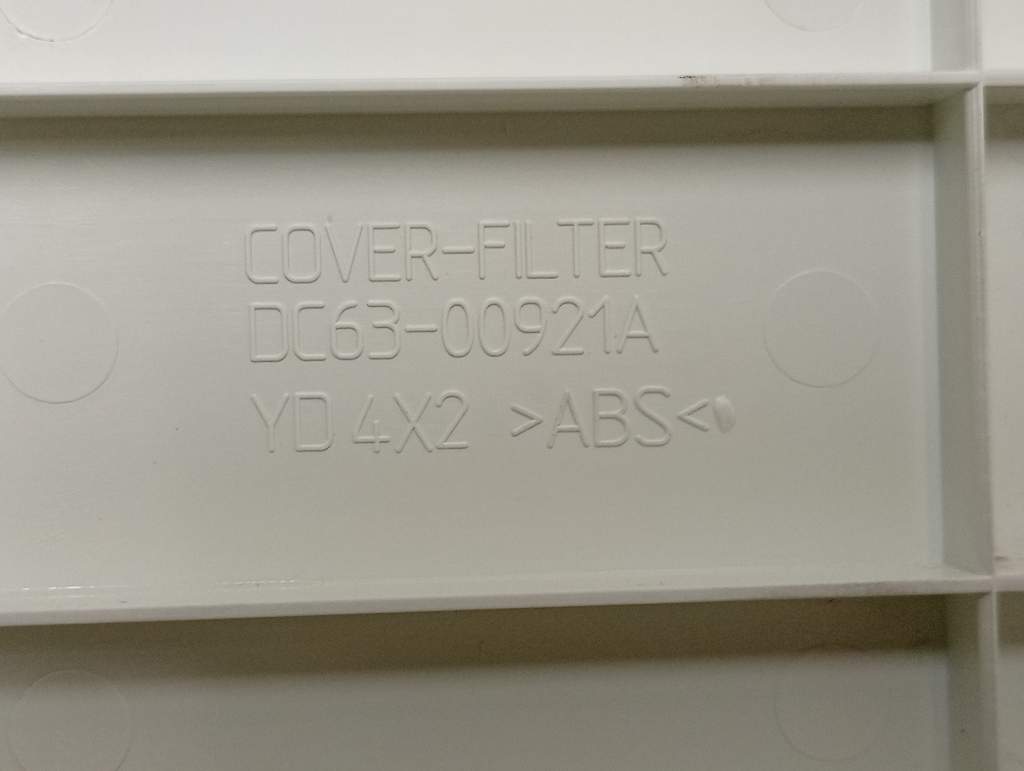 COVER-FILTER
DC63-00921A
YD 4X2 >ABS<